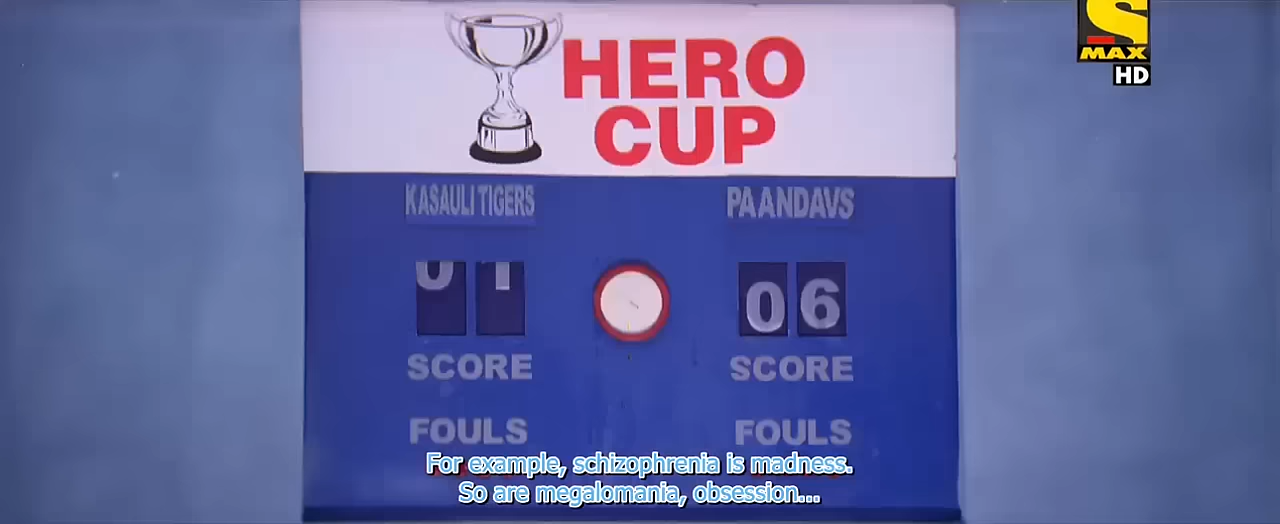 S
MAX
HD
HERO
CUP
KASAULI TIGERS
PAANDAVS
01
06
SCORE
SCORE
FOULS
FOULS
For example, schizophrenia is madness.
So are megalomania, obsession...